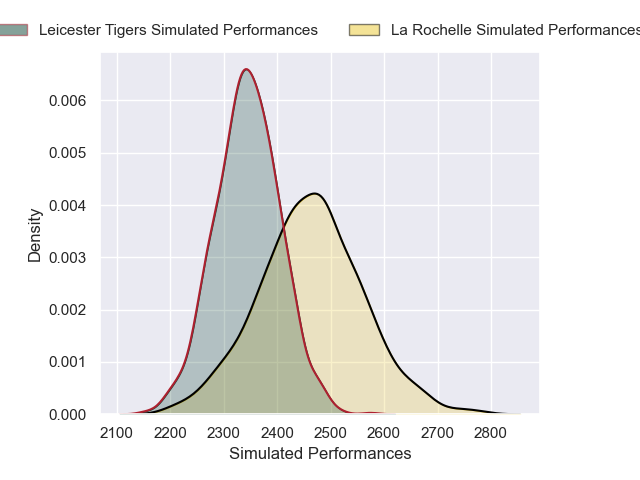 Leicester Tigers Simulated Performances La Rochelle Simulated Performances
0.006
0.005
0.004
0.003
0.002
0.001
0.000
Density
2100 2200 2300 2400 2500 2600 2700 2800
Simulated Performances